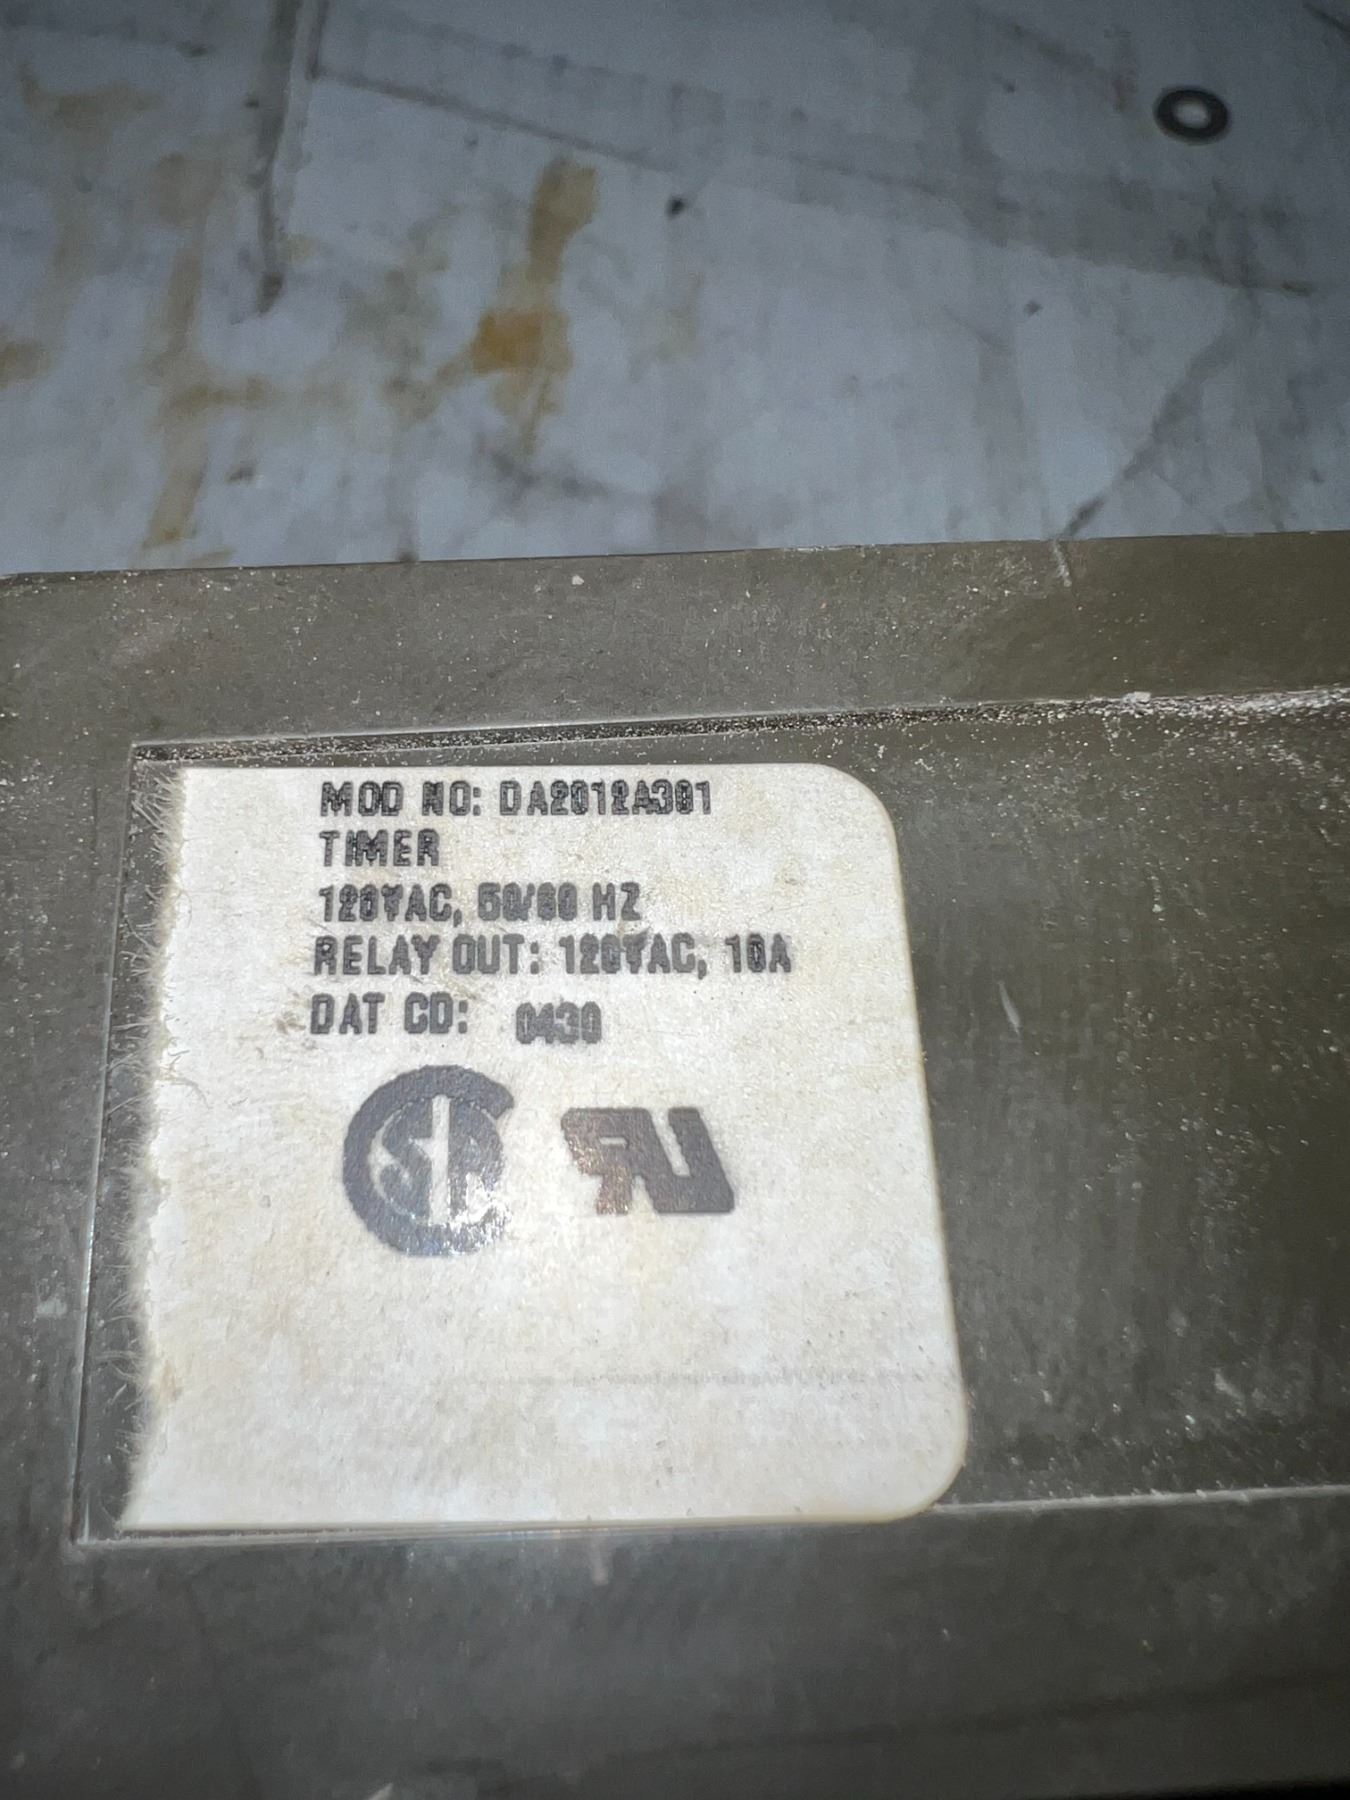 MOD NO: DA2012A301
TIMER
120VAC, 50/60 HZ
RELAY OUT: 120VAC, 10A
DAT CD: 0430